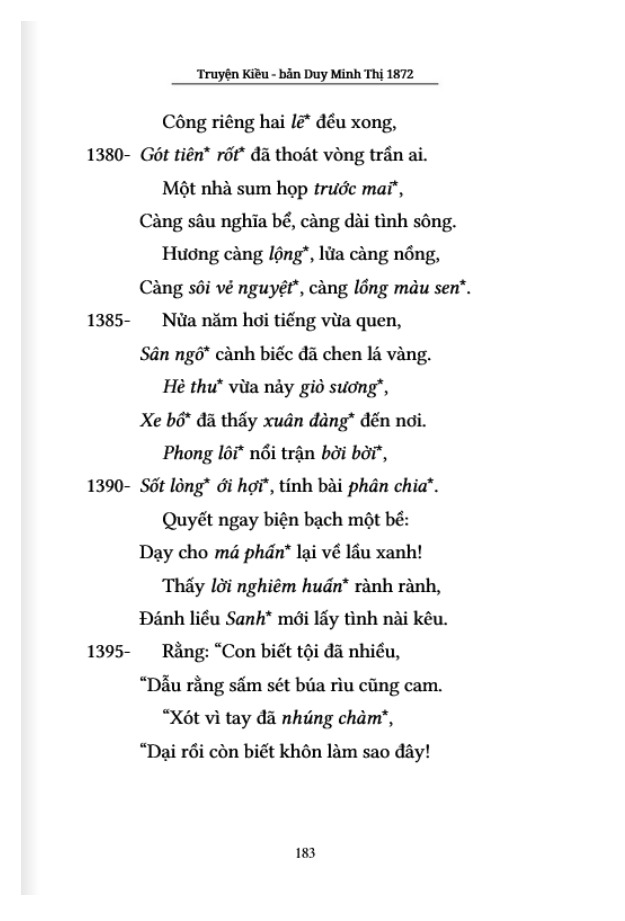 Truyện Kiều - bản Duy Minh Thị 1872
Công riêng hai lẽ* đều xong,
1380- Gót tiên* rốt* đã thoát vòng trần ai.
Một nhà sum họp trước mai*,
Càng sâu nghĩa bể, càng dài tình sông.
Hương càng lộng*, lửa càng nồng,
Càng sôi vẻ nguyệt*, càng lồng màu sen*.
1385- Nửa năm hơi tiếng vừa quen,
Sân ngô* cành biếc đã chen lá vàng.
Hè thu* vừa nảy giò sương*,
Xe bồ* đã thấy xuân đàng* đến nơi.
Phong lôi* nổi trận bời bời*,
1390- Sốt lòng* ới hợi*, tính bài phân chia*.
Quyết ngay biện bạch một bề:
Dạy cho má phấn* lại về lầu xanh!
Thấy lời nghiêm huấn* rành rành,
Đánh liều Sanh* mới lấy tình nài kêu.
1395- Rằng: “Con biết tội đã nhiều,
“Dẫu rằng sấm sét búa rìu cũng cam.
“Xót vì tay đã nhúng chàm*,
“Dại rồi còn biết khôn làm sao đây!
183